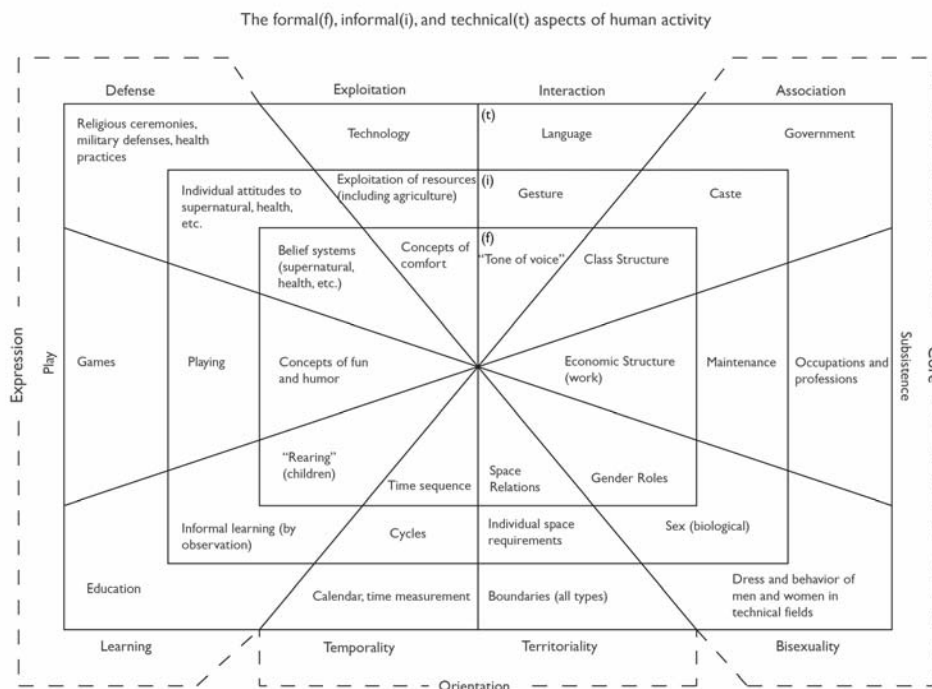 The formal(f), informal(i), and technical(t) aspects of human activity
Defense
Exploitation
Interaction
Association
Religious ceremonies,
military defenses, health
practices
Technology
(t)
Language
Government
Individual attitudes to
supernatural, health,
etc.
Exploitation of resources
(including agriculture)
(i)
Gesture
Caste
Belief systems
(supernatural,
health, etc.)
Concepts of
comfort
(f)
"Tone of voice"
Class Structure
Expression
Play
Games
Playing
Concepts of fun
and humor
Economic Structure
(work)
Maintenance
Occupations and
professions
Subsistence
"Rearing"
(children)
Time sequence
Space
Relations
Gender Roles
Informal learning (by
observation)
Cycles
Individual space
requirements
Sex (biological)
Education
Calendar, time measurement
Boundaries (all types)
Dress and behavior of
men and women in
technical fields
Learning
Temporality
Territoriality
Bisexuality
Orientation